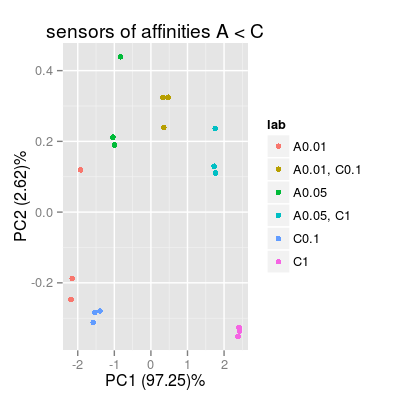 sensors of affinities A < C
PC2 (2.62)%
0.4
0.2
0.0
-0.2
-2 -1 0 1 2
PC1 (97.25)%
lab
A0.01
A0.01, C0.1
A0.05
A0.05, C1
C0.1
C1